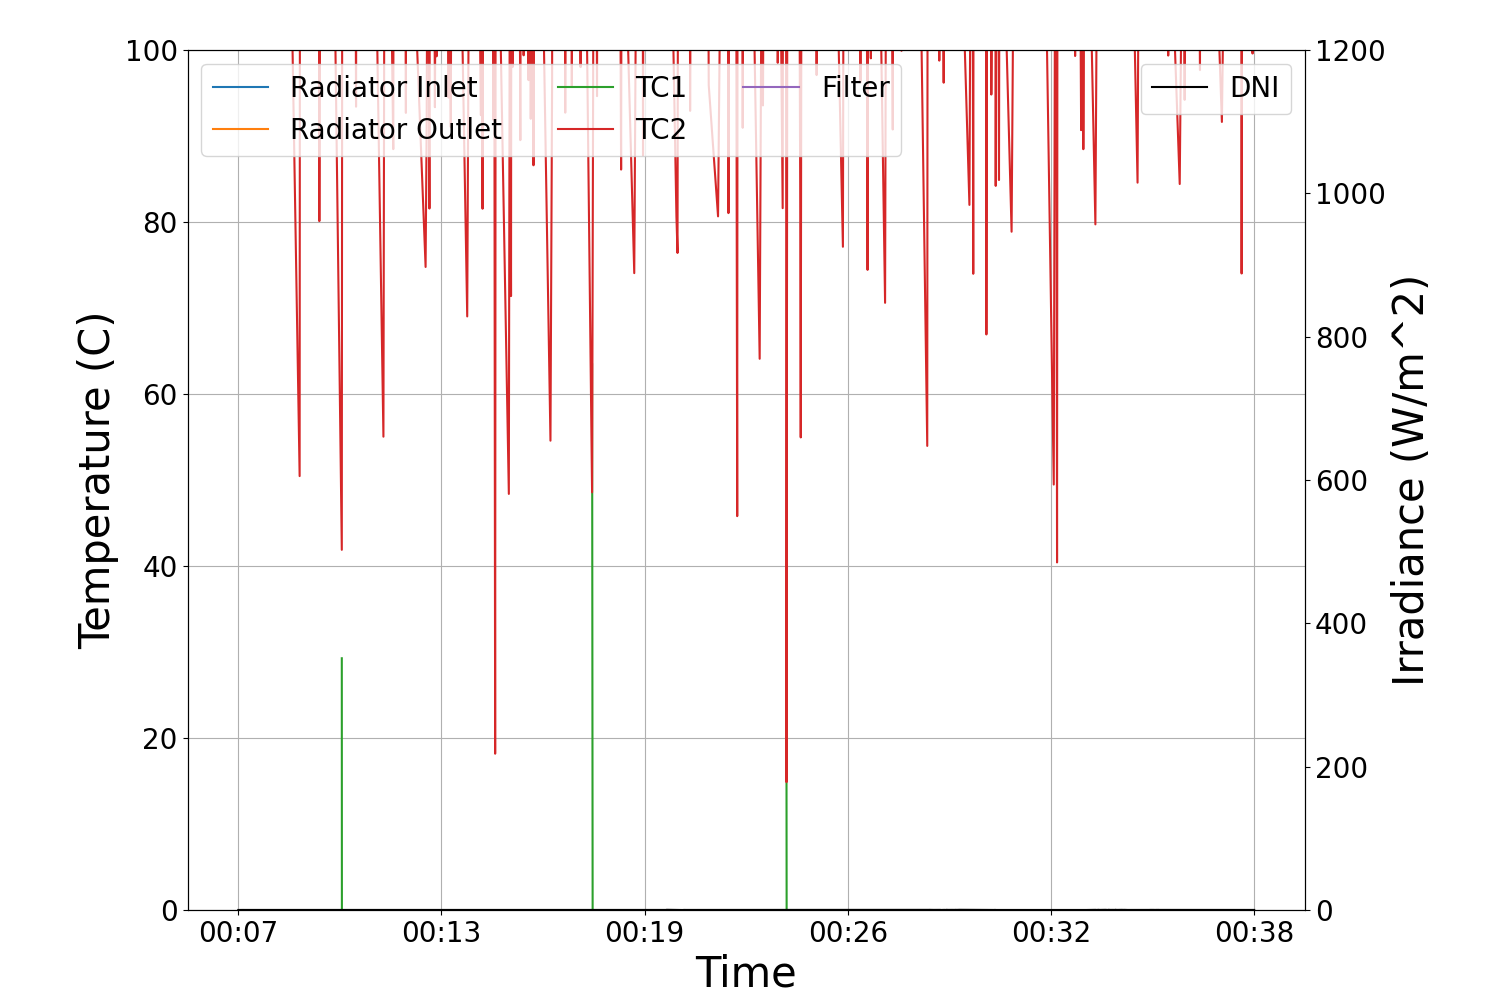 100
80
60
40
20
0
Temperature (C)
Radiator Inlet
Radiator Outlet
TC1
TC2
Filter
DNI
1200
1000
800
600
400
200
0
Irradiance (W/m^2)
00:07 00:13 00:19 00:26 00:32 00:38
Time